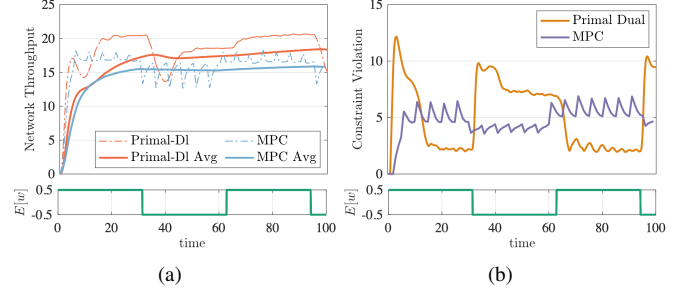 Network Throughput
25
20
15
10
5
0
Primal-Dl MPC
Primal-Dl Avg MPC Avg
E[w]
0.5
-0.5
0 20 40 60 80 100
time
(a)
Constraint Violation
15
10
5
0
Primal Dual
MPC
E[w]
0.5
-0.5
0 20 40 60 80 100
time
(b)